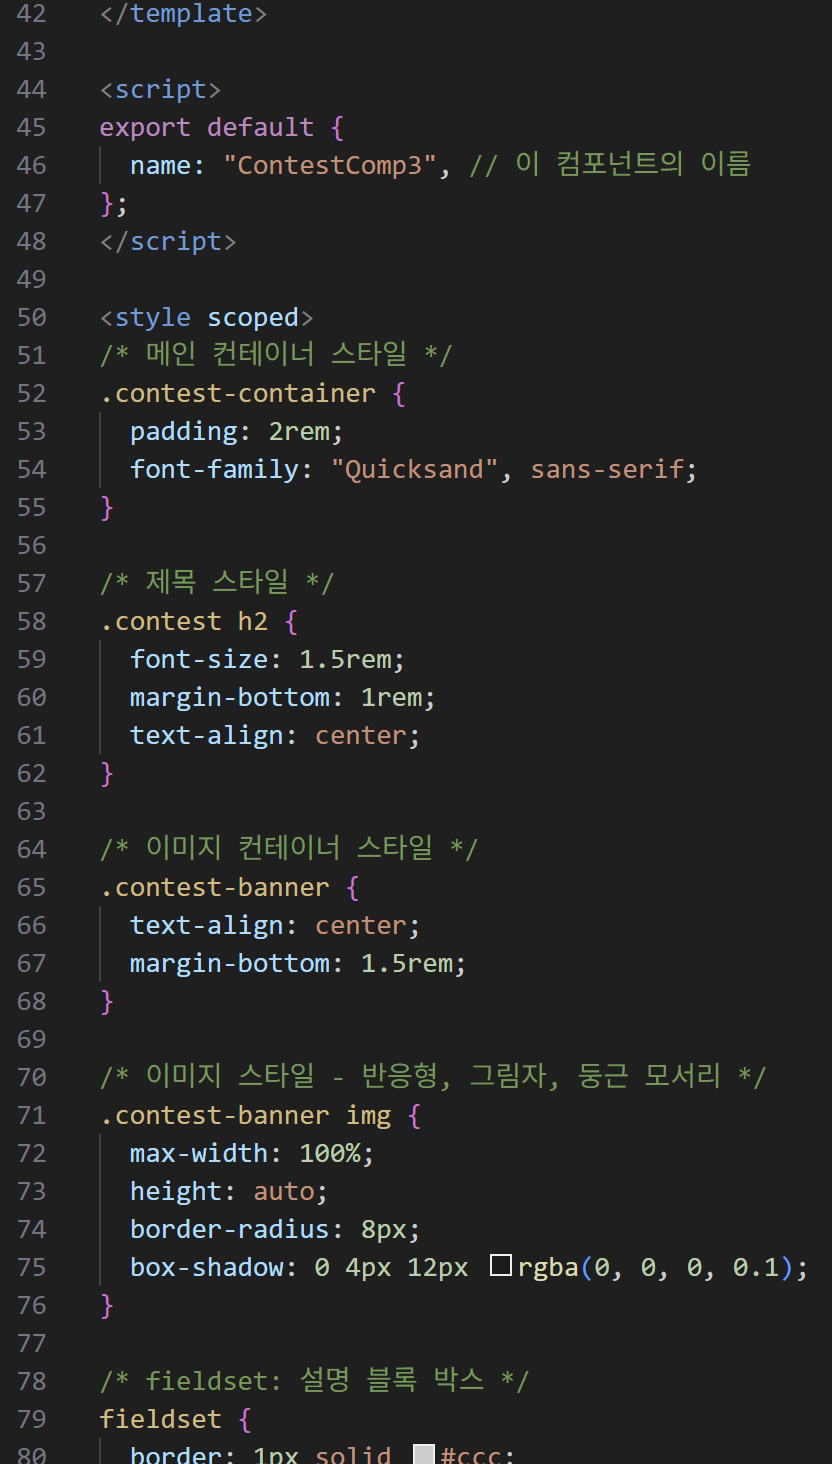 42 </template>
43
44 <script>
45 export default {
46 name: "ContestComp3", // 이 컴포넌트의 이름
47 };
48 </script>
49
50 <style scoped>
51 /* 메인 컨테이너 스타일 */
52 .contest-container {
53 padding: 2rem;
54 font-family: "Quicksand", sans-serif;
55 }
56
57 /* 제목 스타일 */
58 .contest h2 {
59 font-size: 1.5rem;
60 margin-bottom: 1rem;
61 text-align: center;
62 }
63
64 /* 이미지 컨테이너 스타일 */
65 .contest-banner {
66 text-align: center;
67 margin-bottom: 1.5rem;
68 }
69
70 /* 이미지 스타일 - 반응형, 그림자, 둥근 모서리 */
71 .contest-banner img {
72 max-width: 100%;
73 height: auto;
74 border-radius: 8px;
75 box-shadow: 0 4px 12px rgba(0, 0, 0, 0.1);
76 }
77
78 /* fieldset: 설명 블록 박스 */
79 fieldset {
80 border: 1px solid #ccc;